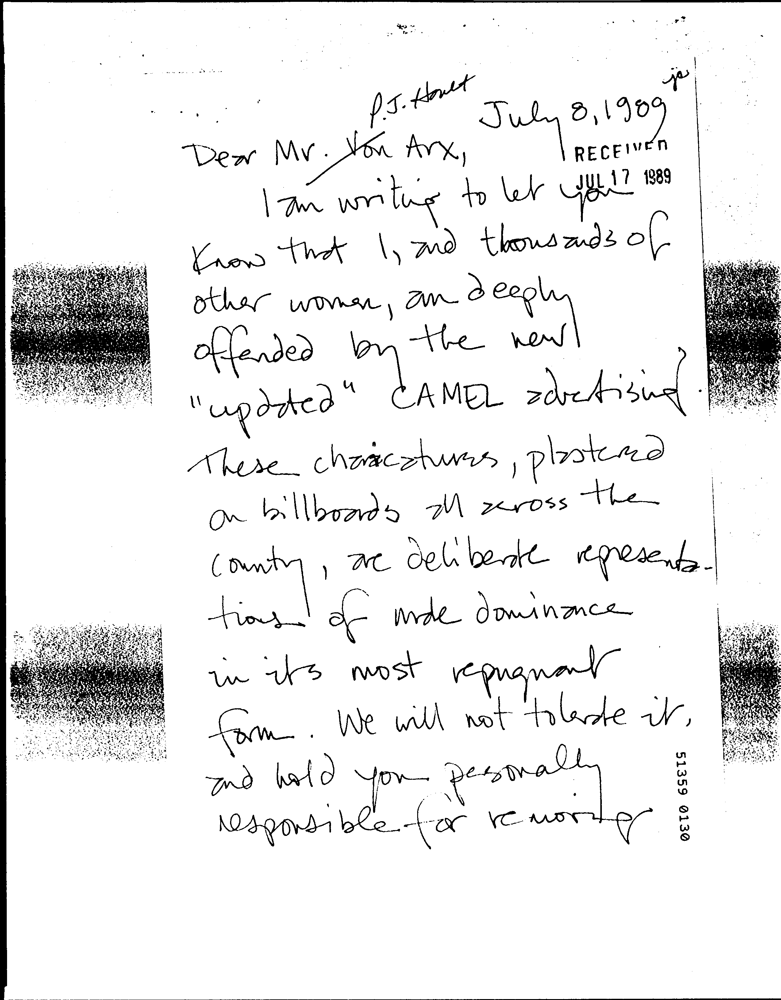 P.J. Hoult
July 8, 1989
Dear Mr. Von Arx,
RECEIVED
JUL 17 1989
I am writing to let you
know that I, and thousands of
other women, am deeply
offended by the new
"updated" CAMEL advertising.
These charicatures, plastered
on billboards all across the
country, are deliberate representa-
tions of male dominance
in its most repugnant
form. We will not tolerate it,
and hold you personally
responsible for removing
51359 0130